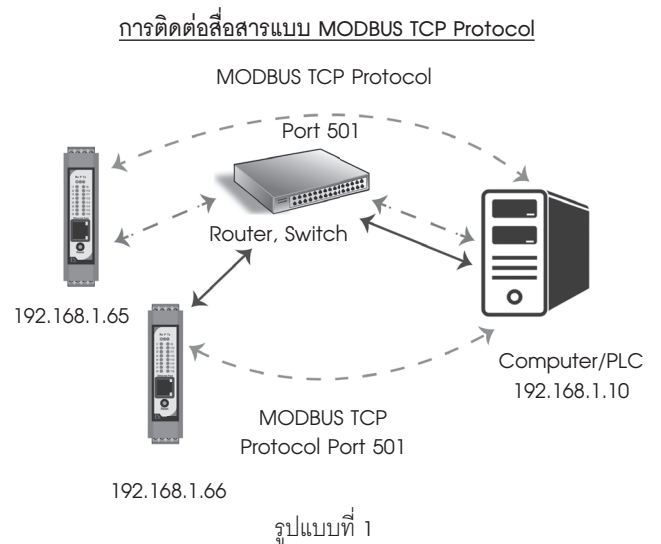 การติดต่อสื่อสารแบบ MODBUS TCP Protocol
MODBUS TCP Protocol
Port 501
Router, Switch
192.168.1.65
Computer/PLC
192.168.1.10
MODBUS TCP
Protocol Port 501
192.168.1.66
รูปแบบที่ 1